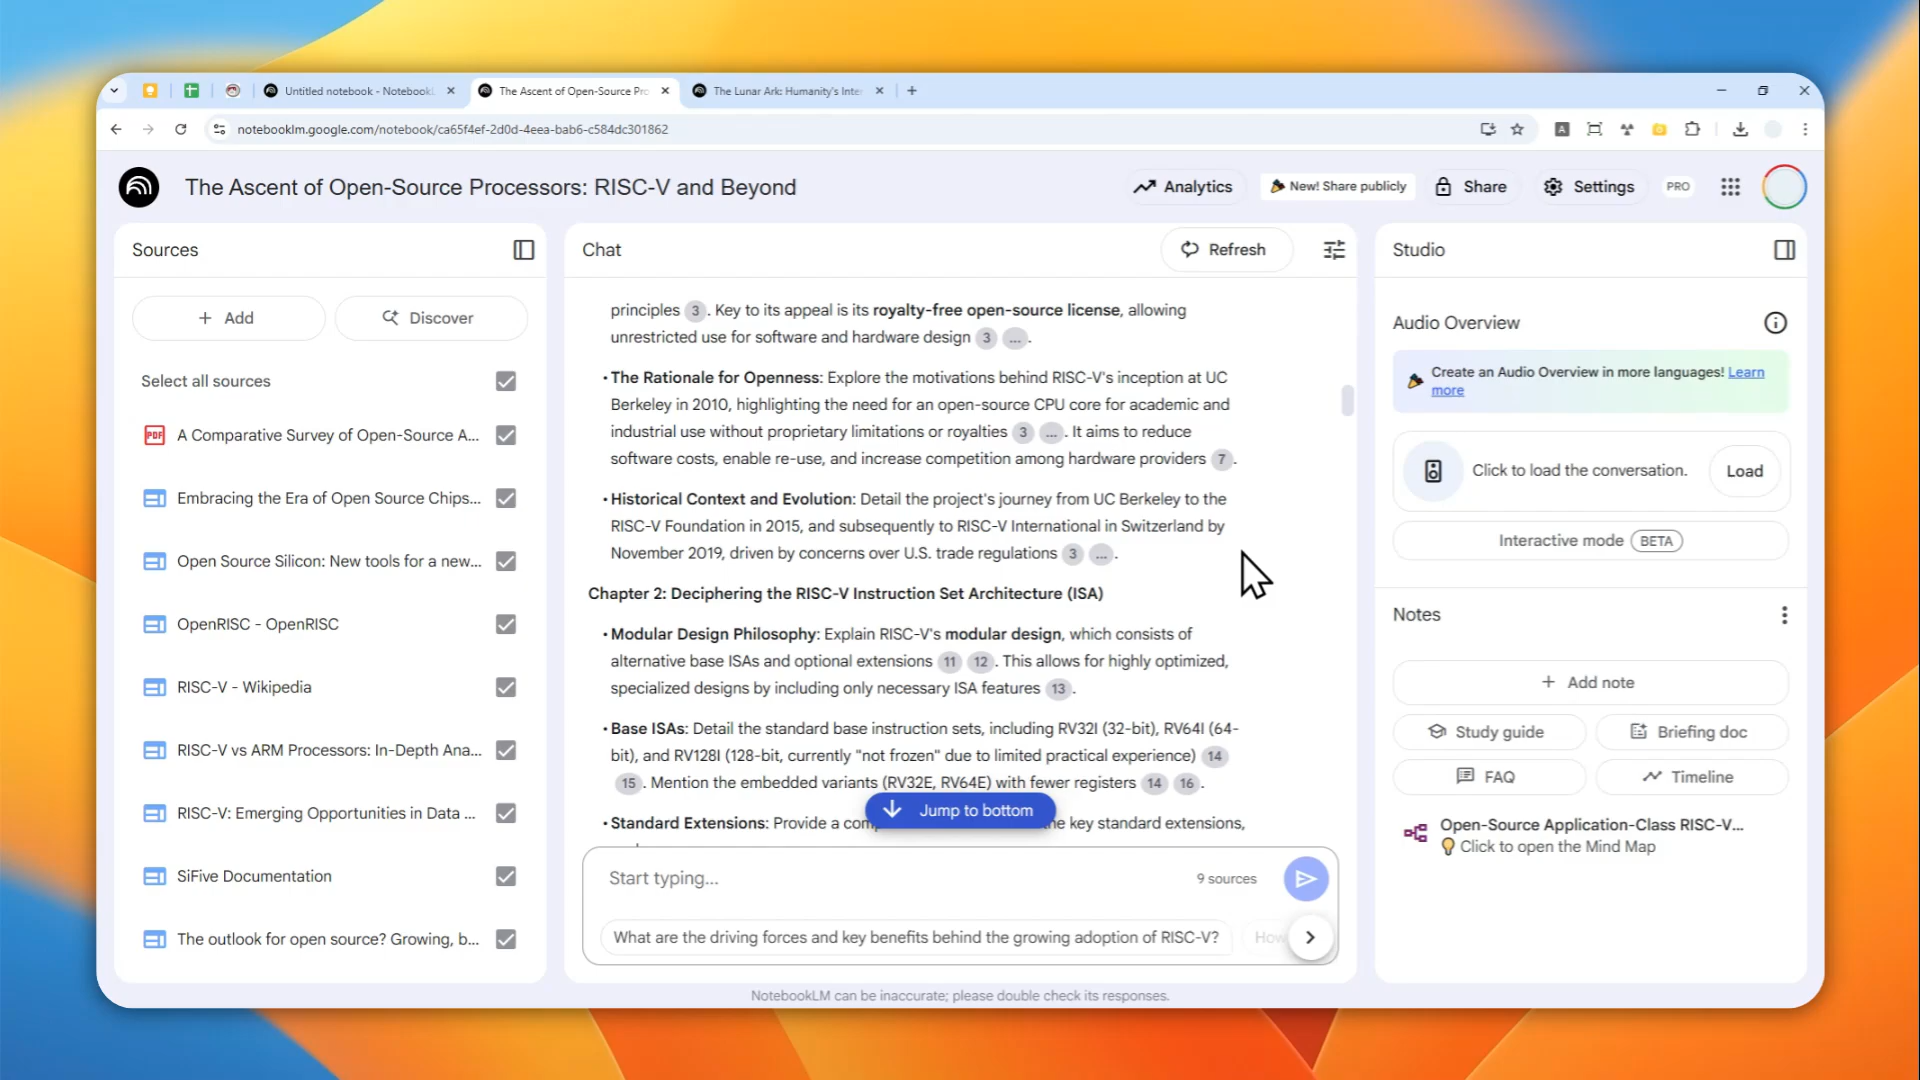 Untitled notebook - Notebook
The Ascent of Open-Source Pro
The Lunar Ark: Humanity's Inte
notebooklm.google.com/notebook/ca65f4ef-2d0d-4eea-bab6-c584dc301862
A
The Ascent of Open-Source Processors: RISC-V and Beyond
Analytics
New! Share publicly
Share
Settings
PRO
Sources
Add
Discover
Select all sources
PDF
A Comparative Survey of Open-Source A...
Embracing the Era of Open Source Chips...
Open Source Silicon: New tools for a new...
OpenRISC - OpenRISC
RISC-V - Wikipedia
RISC-V vs ARM Processors: In-Depth Ana...
RISC-V: Emerging Opportunities in Data ...
SiFive Documentation
The outlook for open source? Growing, b...
Chat
Refresh
principles 3 . Key to its appeal is its royalty-free open-source license, allowing
unrestricted use for software and hardware design 3 ... .
• The Rationale for Openness: Explore the motivations behind RISC-V's inception at UC
Berkeley in 2010, highlighting the need for an open-source CPU core for academic and
industrial use without proprietary limitations or royalties 3 ... . It aims to reduce
software costs, enable re-use, and increase competition among hardware providers 7 .
• Historical Context and Evolution: Detail the project's journey from UC Berkeley to the
RISC-V Foundation in 2015, and subsequently to RISC-V International in Switzerland by
November 2019, driven by concerns over U.S. trade regulations 3 ... .
Chapter 2: Deciphering the RISC-V Instruction Set Architecture (ISA)
• Modular Design Philosophy: Explain RISC-V's modular design, which consists of
alternative base ISAs and optional extensions 11 12 . This allows for highly optimized,
specialized designs by including only necessary ISA features 13 .
• Base ISAs: Detail the standard base instruction sets, including RV32I (32-bit), RV64I (64-
bit), and RV128I (128-bit, currently "not frozen" due to limited practical experience) 14
15 . Mention the embedded variants (RV32E, RV64E) with fewer registers 14 16 .
• Standard Extensions: Provide a the key standard extensions,
Jump to bottom
Start typing...
9 sources
What are the driving forces and key benefits behind the growing adoption of RISC-V?
How
NotebookLM can be inaccurate; please double check its responses.
Studio
Audio Overview
Create an Audio Overview in more languages! Learn
more
Click to load the conversation.
Load
Interactive mode BETA
Notes
Add note
Study guide
Briefing doc
FAQ
Timeline
Open-Source Application-Class RISC-V...
Click to open the Mind Map